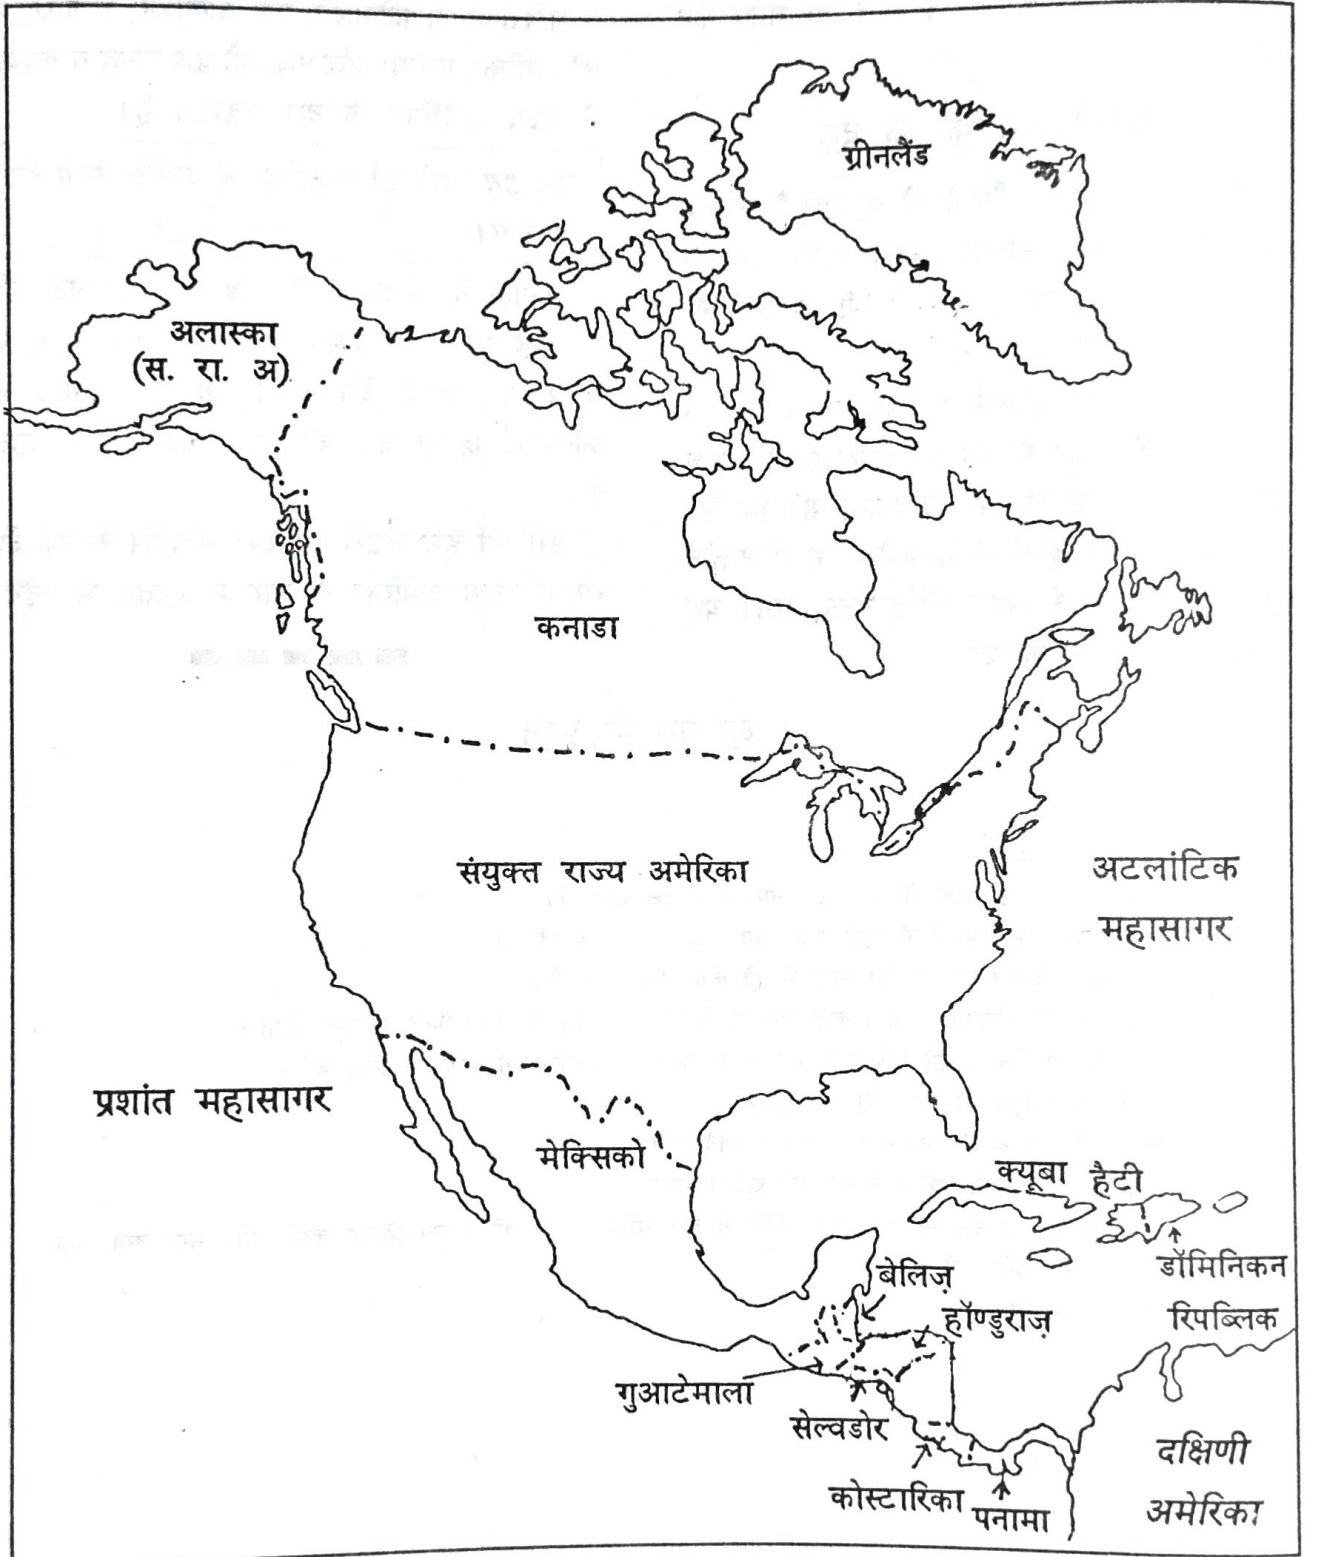 ग्रीनलैंड
अलास्का
(स. रा. अ)
कनाडा
संयुक्त राज्य अमेरिका
अटलांटिक
महासागर
प्रशांत महासागर
मेक्सिको
क्यूबा
हैटी
डॉमिनिकन
रिपब्लिक
बेलिज़
हॉण्डुराज़
गुआटेमाला
सेल्वडोर
कोस्टारिका
पनामा
दक्षिणी
अमेरिका